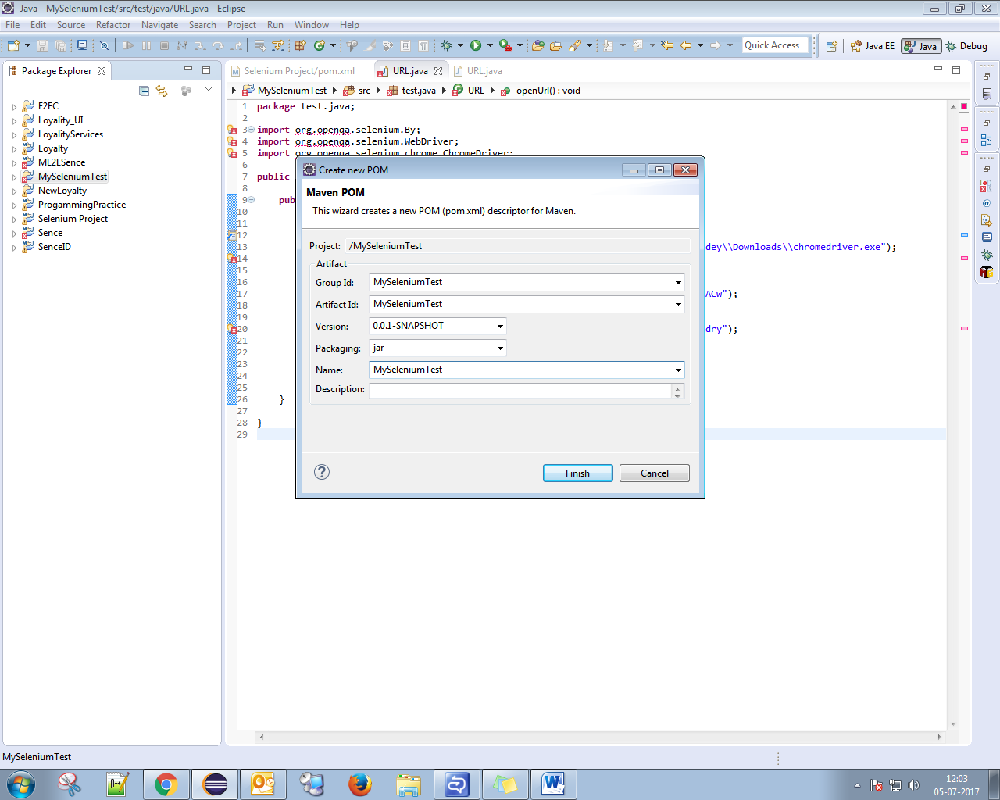 Java - MySeleniumTest/src/test/java/URL.java - Eclipse
File Edit Source Refactor Navigate Search Project Run Window Help
Quick Access Java EE Java Debug
Package Explorer
Selenium Project/pom.xml URL.java URL.java
MySeleniumTest src test.java URL openUrl() : void
E2EC
Loyality_UI
LoyalityServices
Loyalty
ME2ESence
MySeleniumTest
NewLoyalty
ProgammingPractice
Selenium Project
Sence
SenceID
1 package test.java;
2
3 import org.openqa.selenium.By;
4 import org.openqa.selenium.WebDriver;
5 import org.openqa.selenium.chrome.ChromeDriver;
6
7 public
8
9 pub
10
11
12
13 dey\\Downloads\\chromedriver.exe");
14
15
16
17 ACw");
18
19
20 dry");
21
22
23
24
25
26 }
27
28 }
29
Create new POM
Maven POM
This wizard creates a new POM (pom.xml) descriptor for Maven.
Project: /MySeleniumTest
Artifact
Group Id: MySeleniumTest
Artifact Id: MySeleniumTest
Version: 0.0.1-SNAPSHOT
Packaging: jar
Name: MySeleniumTest
Description:
Finish Cancel
MySeleniumTest
12:03
05-07-2017